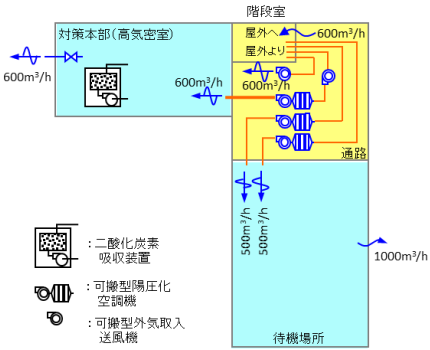 階段室
対策本部(高気密室)
屋外へ
600m³/h
屋外より
600m³/h
600m³/h
600m³/h
通路
500m³/h
500m³/h
1000m³/h
待機場所
:二酸化炭素
吸収装置
:可搬型陽圧化
空調機
:可搬型外気取入
送風機